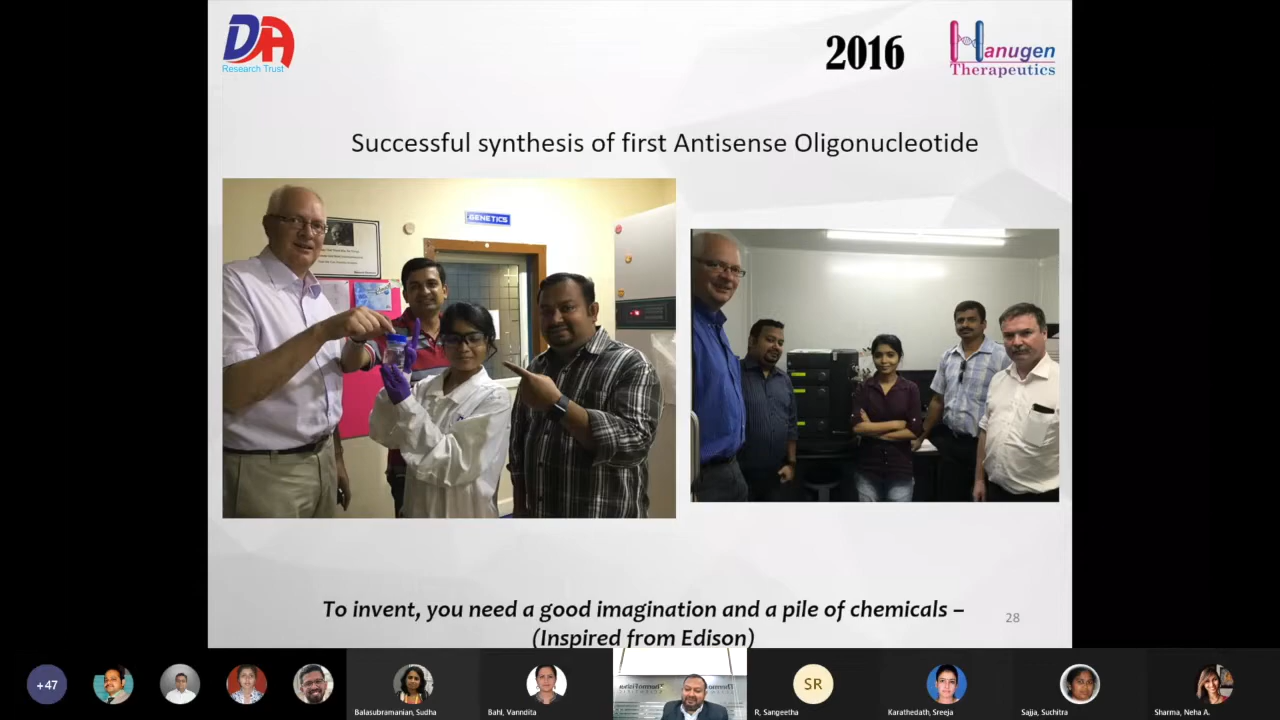 DA
Research Trust
2016
Hanugen
Therapeutics
Successful synthesis of first Antisense Oligonucleotide
GENETICS
To invent, you need a good imagination and a pile of chemicals –
(Inspired from Edison)
28
+47
SR
Balasubramanian, Sudha
Bahl, Varndita
R, Sangeetha
Karathedath, Sreeja
Sajja, Suchitra
Sharma, Neha A.